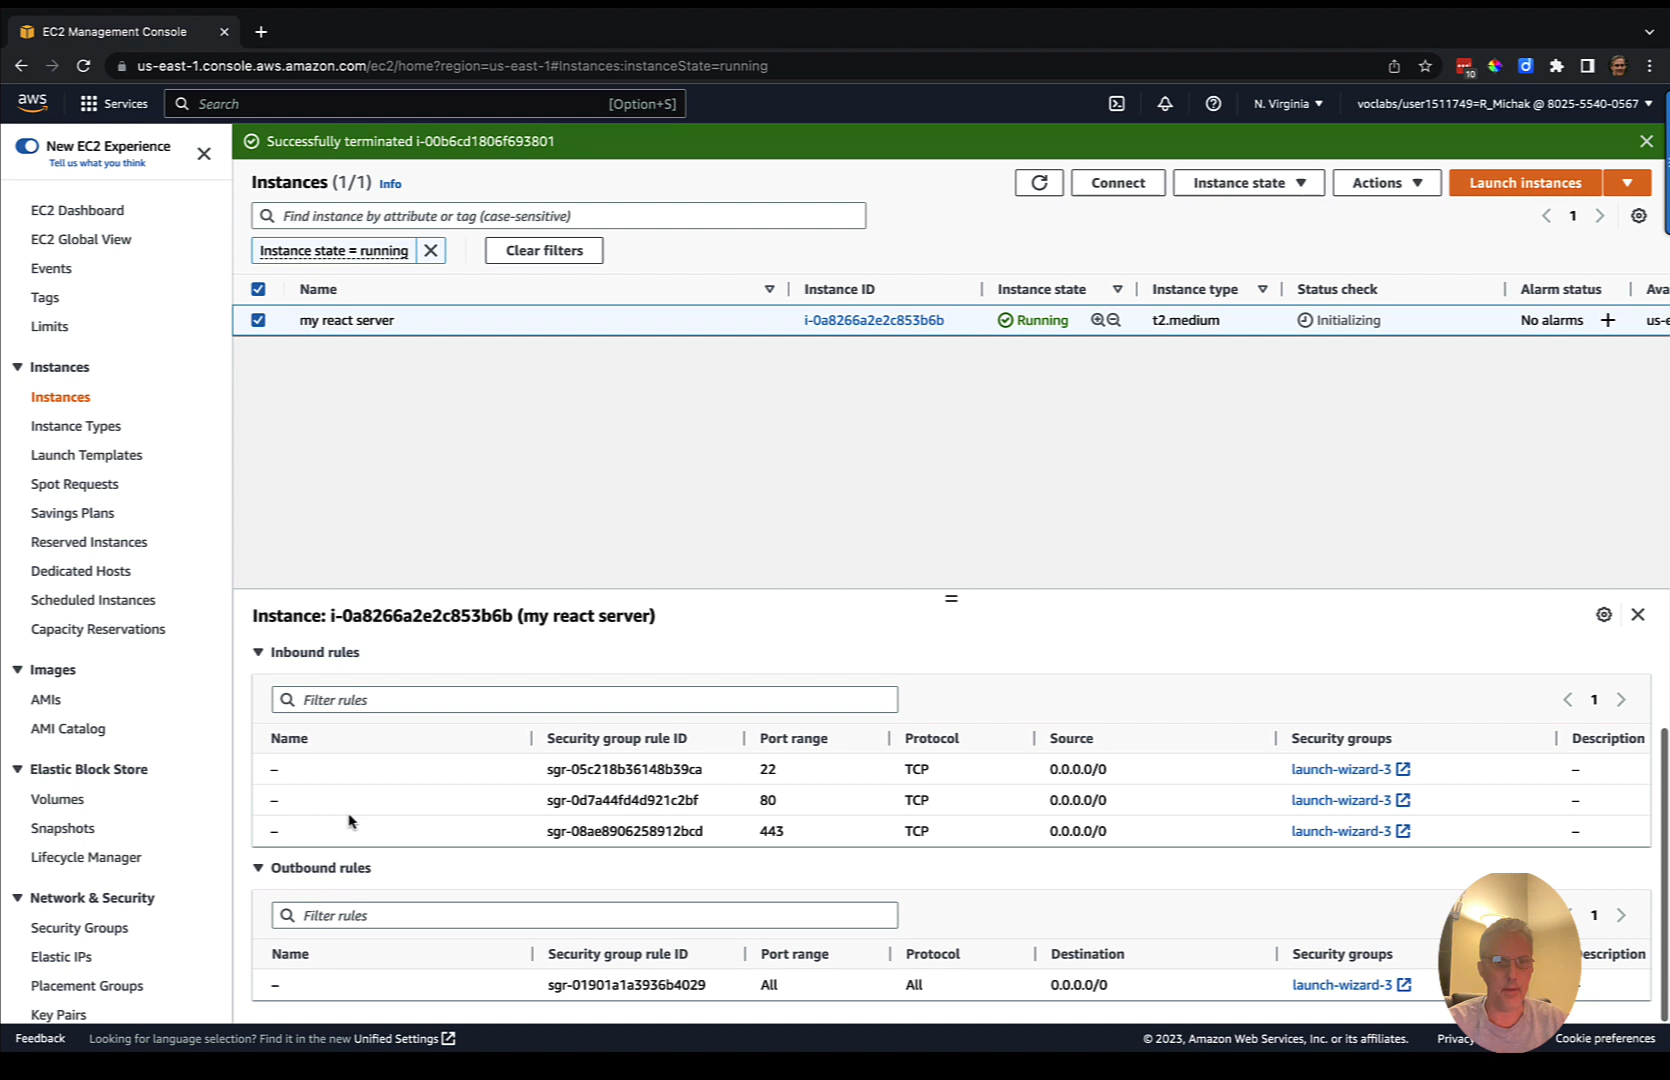 EC2 Management Console
us-east-1.console.aws.amazon.com/ec2/home?region=us-east-1#Instances:instanceState=running
10
aws
Services
Search
[Option+S]
N. Virginia
voclabs/user1511749=R_Michak @ 8025-5540-0567
New EC2 Experience
Tell us what you think
EC2 Dashboard
EC2 Global View
Events
Tags
Limits
Instances
Instances
Instance Types
Launch Templates
Spot Requests
Savings Plans
Reserved Instances
Dedicated Hosts
Scheduled Instances
Capacity Reservations
Images
AMIs
AMI Catalog
Elastic Block Store
Volumes
Snapshots
Lifecycle Manager
Network & Security
Security Groups
Elastic IPs
Placement Groups
Key Pairs
Successfully terminated i-00b6cd1806f693801
Instances (1/1) Info
Connect
Instance state
Actions
Launch instances
Find instance by attribute or tag (case-sensitive)
1
Instance state = running
Clear filters
Name Instance ID Instance state Instance type Status check Alarm status Ava
my react server i-0a8266a2e2c853b6b Running t2.medium Initializing No alarms + us-e
Instance: i-0a8266a2e2c853b6b (my react server)
Inbound rules
Filter rules
1
Name Security group rule ID Port range Protocol Source Security groups Description
– sgr-05c218b36148b39ca 22 TCP 0.0.0.0/0 launch-wizard-3 –
– sgr-0d7a44fd4d921c2bf 80 TCP 0.0.0.0/0 launch-wizard-3 –
– sgr-08ae8906258912bcd 443 TCP 0.0.0.0/0 launch-wizard-3 –
Outbound rules
Filter rules
1
Name Security group rule ID Port range Protocol Destination Security groups escription
– sgr-01901a1a3936b4029 All All 0.0.0.0/0 launch-wizard-3
Feedback
Looking for language selection? Find it in the new Unified Settings
© 2023, Amazon Web Services, Inc. or its affiliates.
Privacy
Cookie preferences